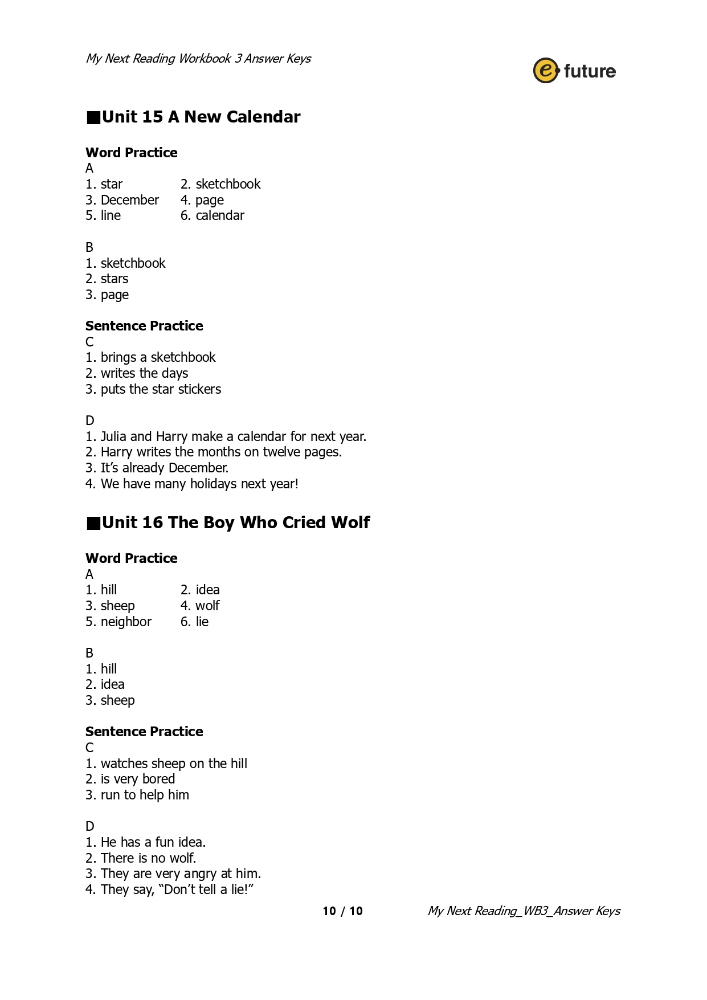 My Next Reading Workbook 3 Answer Keys
e future
■Unit 15 A New Calendar
Word Practice
A
1. star 2. sketchbook
3. December 4. page
5. line 6. calendar
B
1. sketchbook
2. stars
3. page
Sentence Practice
C
1. brings a sketchbook
2. writes the days
3. puts the star stickers
D
1. Julia and Harry make a calendar for next year.
2. Harry writes the months on twelve pages.
3. It’s already December.
4. We have many holidays next year!
■Unit 16 The Boy Who Cried Wolf
Word Practice
A
1. hill 2. idea
3. sheep 4. wolf
5. neighbor 6. lie
B
1. hill
2. idea
3. sheep
Sentence Practice
C
1. watches sheep on the hill
2. is very bored
3. run to help him
D
1. He has a fun idea.
2. There is no wolf.
3. They are very angry at him.
4. They say, “Don’t tell a lie!”
10 / 10 My Next Reading_WB3_Answer Keys